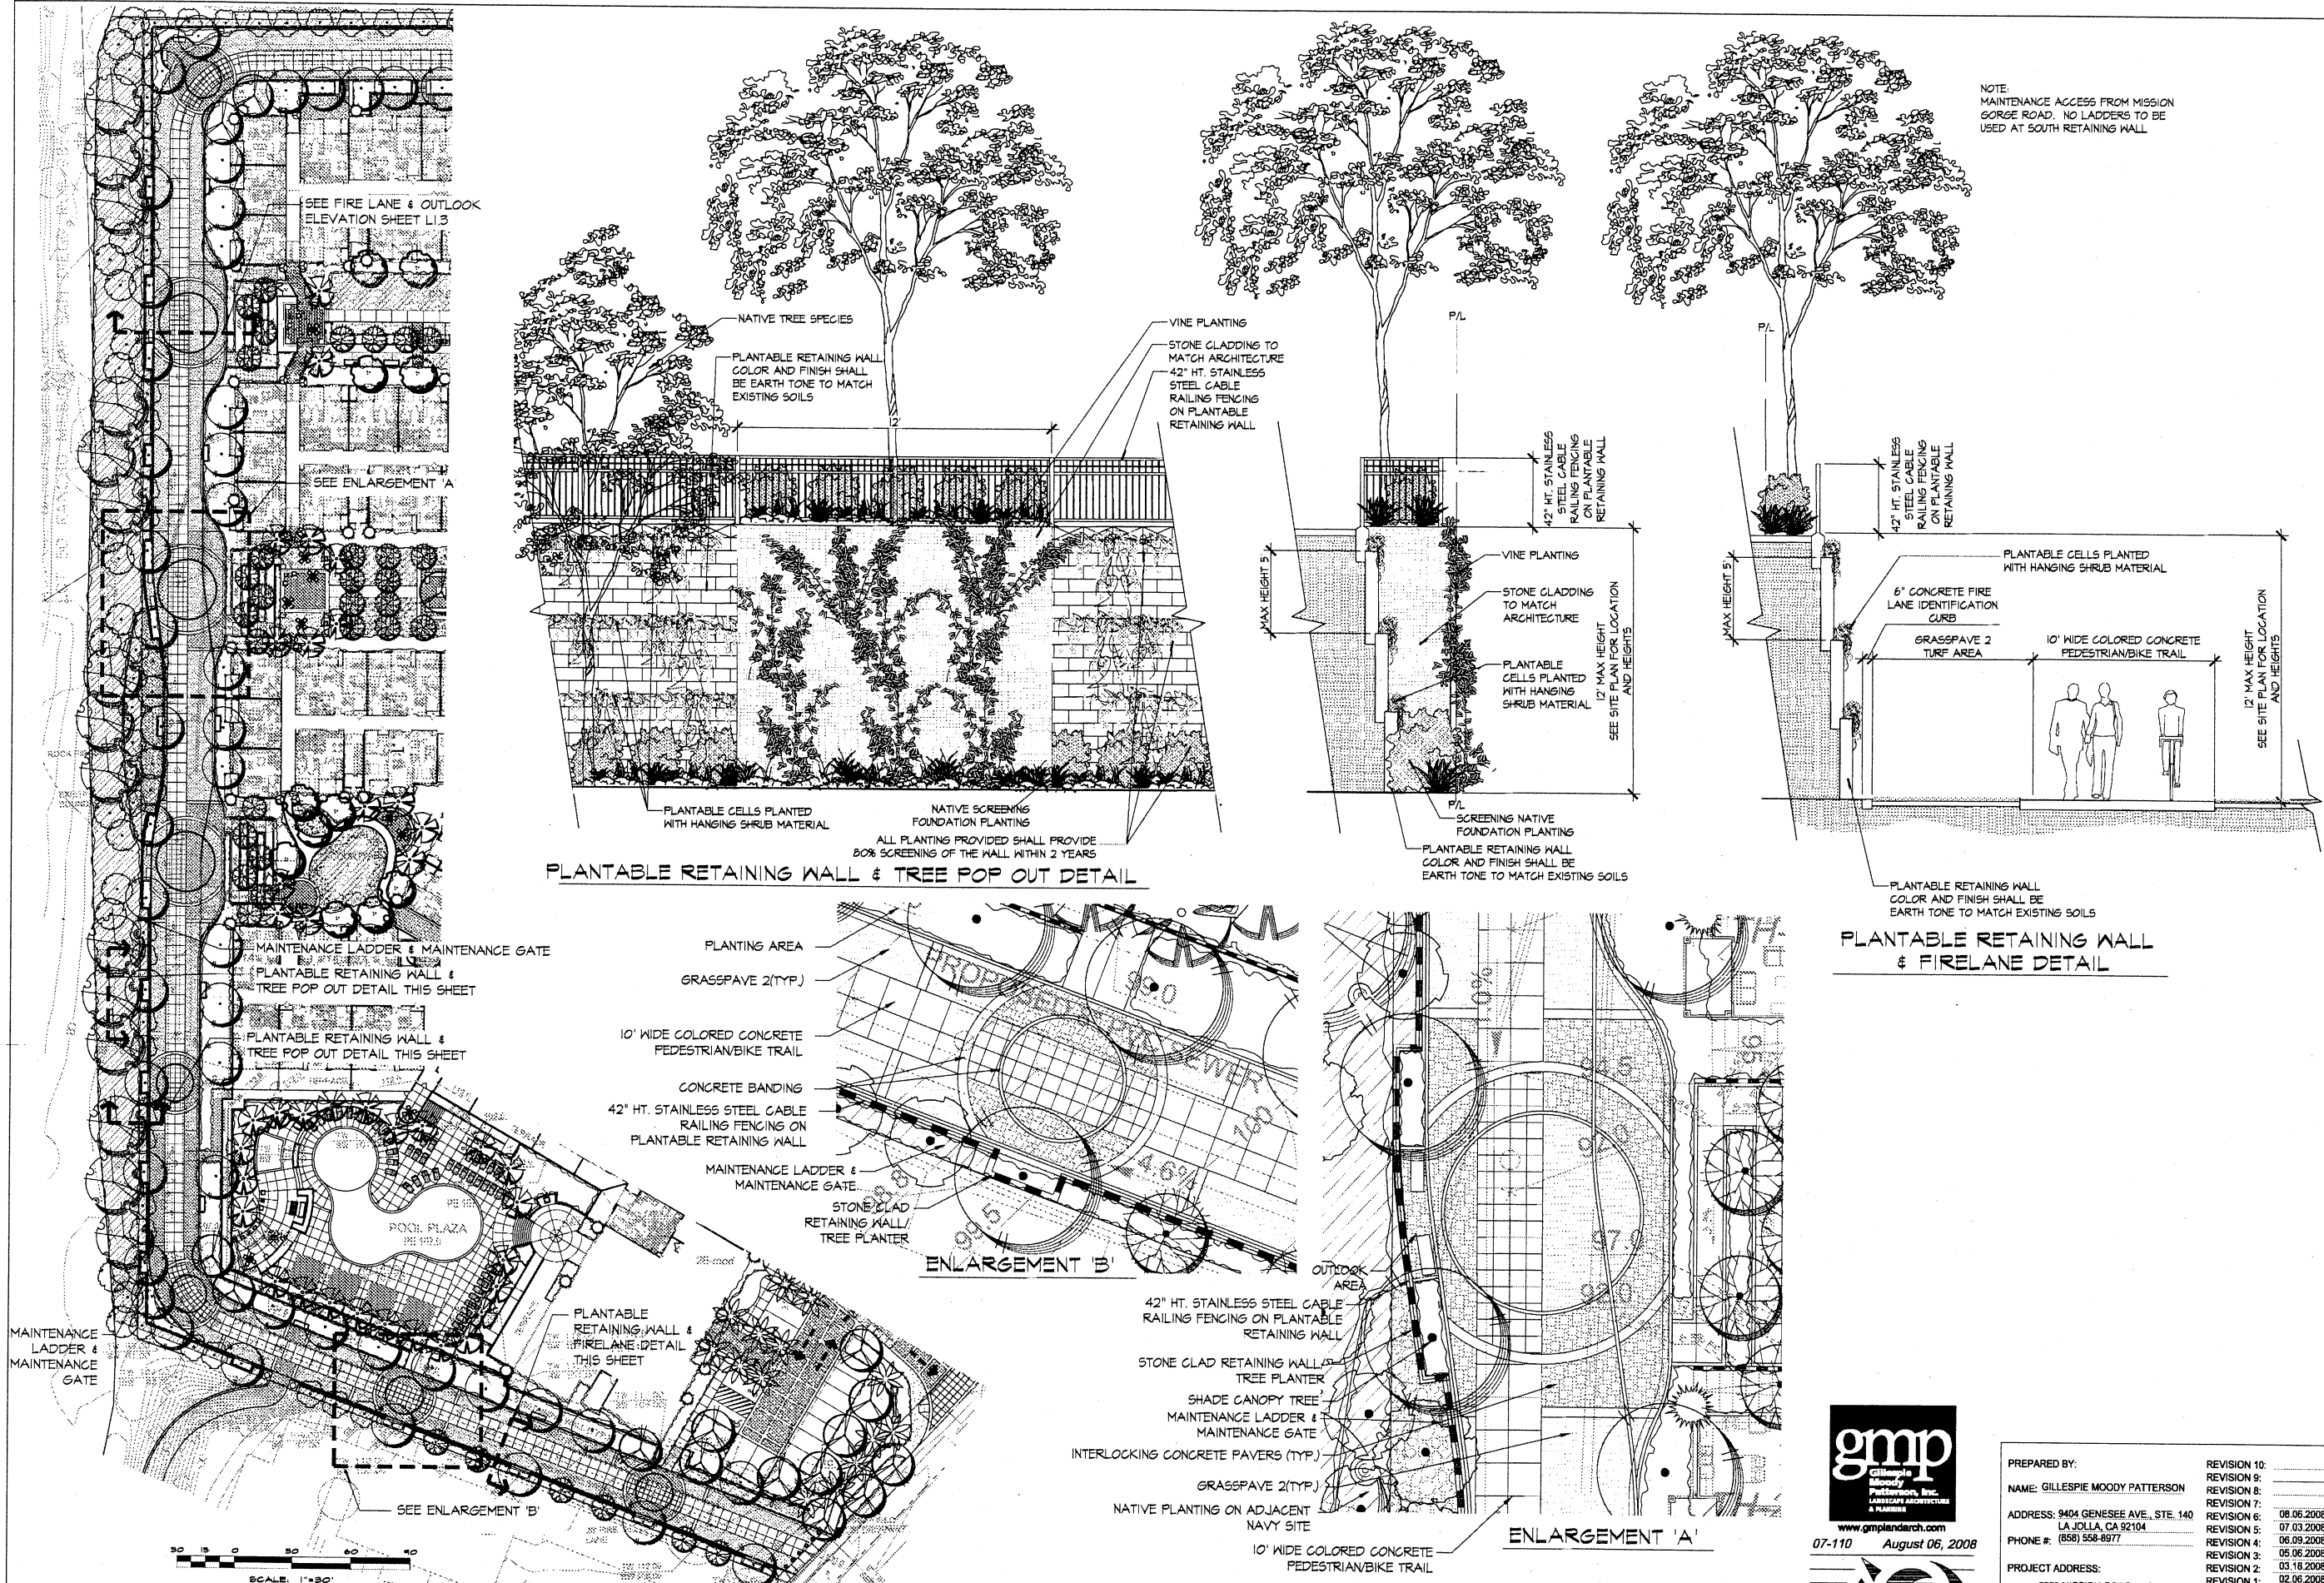 NOTE:
MAINTENANCE ACCESS FROM MISSION
GORGE ROAD. NO LADDERS TO BE
USED AT SOUTH RETAINING WALL
SEE FIRE LANE & OUTLOOK
ELEVATION SHEET L1.3
SEE ENLARGEMENT 'A'
MAINTENANCE LADDER & MAINTENANCE GATE
PLANTABLE RETAINING WALL &
TREE POP OUT DETAIL THIS SHEET
PLANTABLE RETAINING WALL &
TREE POP OUT DETAIL THIS SHEET
POOL PLAZA
MAINTENANCE
LADDER &
MAINTENANCE
GATE
PLANTABLE
RETAINING WALL &
FIRELANE DETAIL
THIS SHEET
SEE ENLARGEMENT 'B'
30 15 0 30 60 90
SCALE: 1"=30'
NATIVE TREE SPECIES
PLANTABLE RETAINING WALL
COLOR AND FINISH SHALL
BE EARTH TONE TO MATCH
EXISTING SOILS
12'
VINE PLANTING
STONE CLADDING TO
MATCH ARCHITECTURE
42" HT. STAINLESS
STEEL CABLE
RAILING FENCING
ON PLANTABLE
RETAINING WALL
PLANTABLE CELLS PLANTED
WITH HANGING SHRUB MATERIAL
NATIVE SCREENING
FOUNDATION PLANTING
ALL PLANTING PROVIDED SHALL PROVIDE
80% SCREENING OF THE WALL WITHIN 2 YEARS
PLANTABLE RETAINING WALL & TREE POP OUT DETAIL
P/L
42" HT. STAINLESS
STEEL CABLE
RAILING FENCING
ON PLANTABLE
RETAINING WALL
MAX HEIGHT 5'
VINE PLANTING
STONE CLADDING
TO MATCH
ARCHITECTURE
PLANTABLE
CELLS PLANTED
WITH HANGING
SHRUB MATERIAL
12' MAX HEIGHT
SEE SITE PLAN FOR LOCATION
AND HEIGHTS
P/L
SCREENING NATIVE
FOUNDATION PLANTING
PLANTABLE RETAINING WALL
COLOR AND FINISH SHALL BE
EARTH TONE TO MATCH EXISTING SOILS
P/L
42" HT. STAINLESS
STEEL CABLE
RAILING FENCING
ON PLANTABLE
RETAINING WALL
MAX HEIGHT 5'
PLANTABLE CELLS PLANTED
WITH HANGING SHRUB MATERIAL
6" CONCRETE FIRE
LANE IDENTIFICATION
CURB
GRASSPAVE 2
TURF AREA
10' WIDE COLORED CONCRETE
PEDESTRIAN/BIKE TRAIL
12' MAX HEIGHT
SEE SITE PLAN FOR LOCATION
AND HEIGHTS
PLANTABLE RETAINING WALL
COLOR AND FINISH SHALL BE
EARTH TONE TO MATCH EXISTING SOILS
PLANTABLE RETAINING WALL
& FIRELANE DETAIL
PLANTING AREA
GRASSPAVE 2(TYP.)
10' WIDE COLORED CONCRETE
PEDESTRIAN/BIKE TRAIL
CONCRETE BANDING
42" HT. STAINLESS STEEL CABLE
RAILING FENCING ON
PLANTABLE RETAINING WALL
MAINTENANCE LADDER &
MAINTENANCE GATE
STONE CLAD
RETAINING WALL/
TREE PLANTER
99.0
SEWER
100
4.6%
99.5
ENLARGEMENT 'B'
OUTLOOK
AREA
42" HT. STAINLESS STEEL CABLE
RAILING FENCING ON PLANTABLE
RETAINING WALL
STONE CLAD RETAINING WALL/
TREE PLANTER
SHADE CANOPY TREE
MAINTENANCE LADDER &
MAINTENANCE GATE
INTERLOCKING CONCRETE PAVERS (TYP.)
GRASSPAVE 2(TYP.)
NATIVE PLANTING ON ADJACENT
NAVY SITE
10' WIDE COLORED CONCRETE
PEDESTRIAN/BIKE TRAIL
ENLARGEMENT 'A'
gmp
Gillespie
Moody
Patterson, Inc.
LANDSCAPE ARCHITECTURE
& PLANNING
www.gmplandarch.com
07-110 August 06, 2008
PREPARED BY:
NAME: GILLESPIE MOODY PATTERSON
ADDRESS: 9404 GENESEE AVE., STE. 140
LA JOLLA, CA 92104
PHONE #: (858) 558-8977
PROJECT ADDRESS:
REVISION 10:
REVISION 9:
REVISION 8:
REVISION 7:
REVISION 6: 08.06.2008
REVISION 5: 07.03.2008
REVISION 4: 06.09.2008
REVISION 3: 05.06.2008
REVISION 2: 03.18.2008
REVISION 1: 02.06.2008